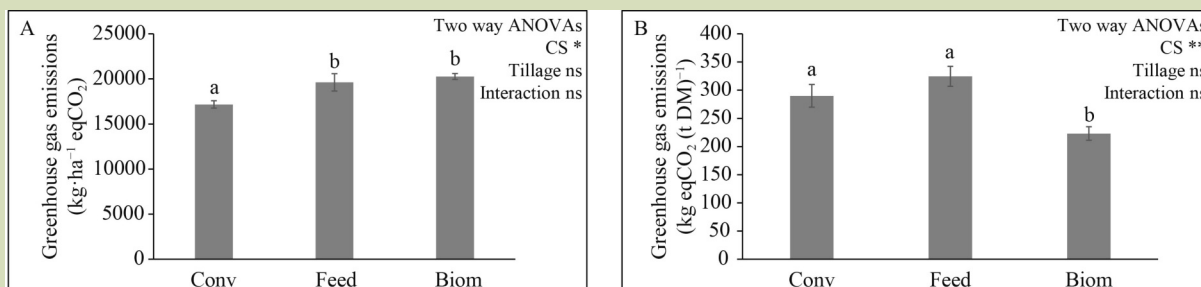 A
Greenhouse gas emissions
(kg·ha⁻¹ eqCO₂)
25000
20000
15000
10000
5000
0
a
b
b
Two way ANOVAs
CS *
Tillage ns
Interaction ns
Conv Feed Biom
B
Greenhouse gas emissions
(kg eqCO₂ (t DM)⁻¹)
400
350
300
250
200
150
100
50
0
a
a
b
Two way ANOVAs
CS **
Tillage ns
Interaction ns
Conv Feed Biom